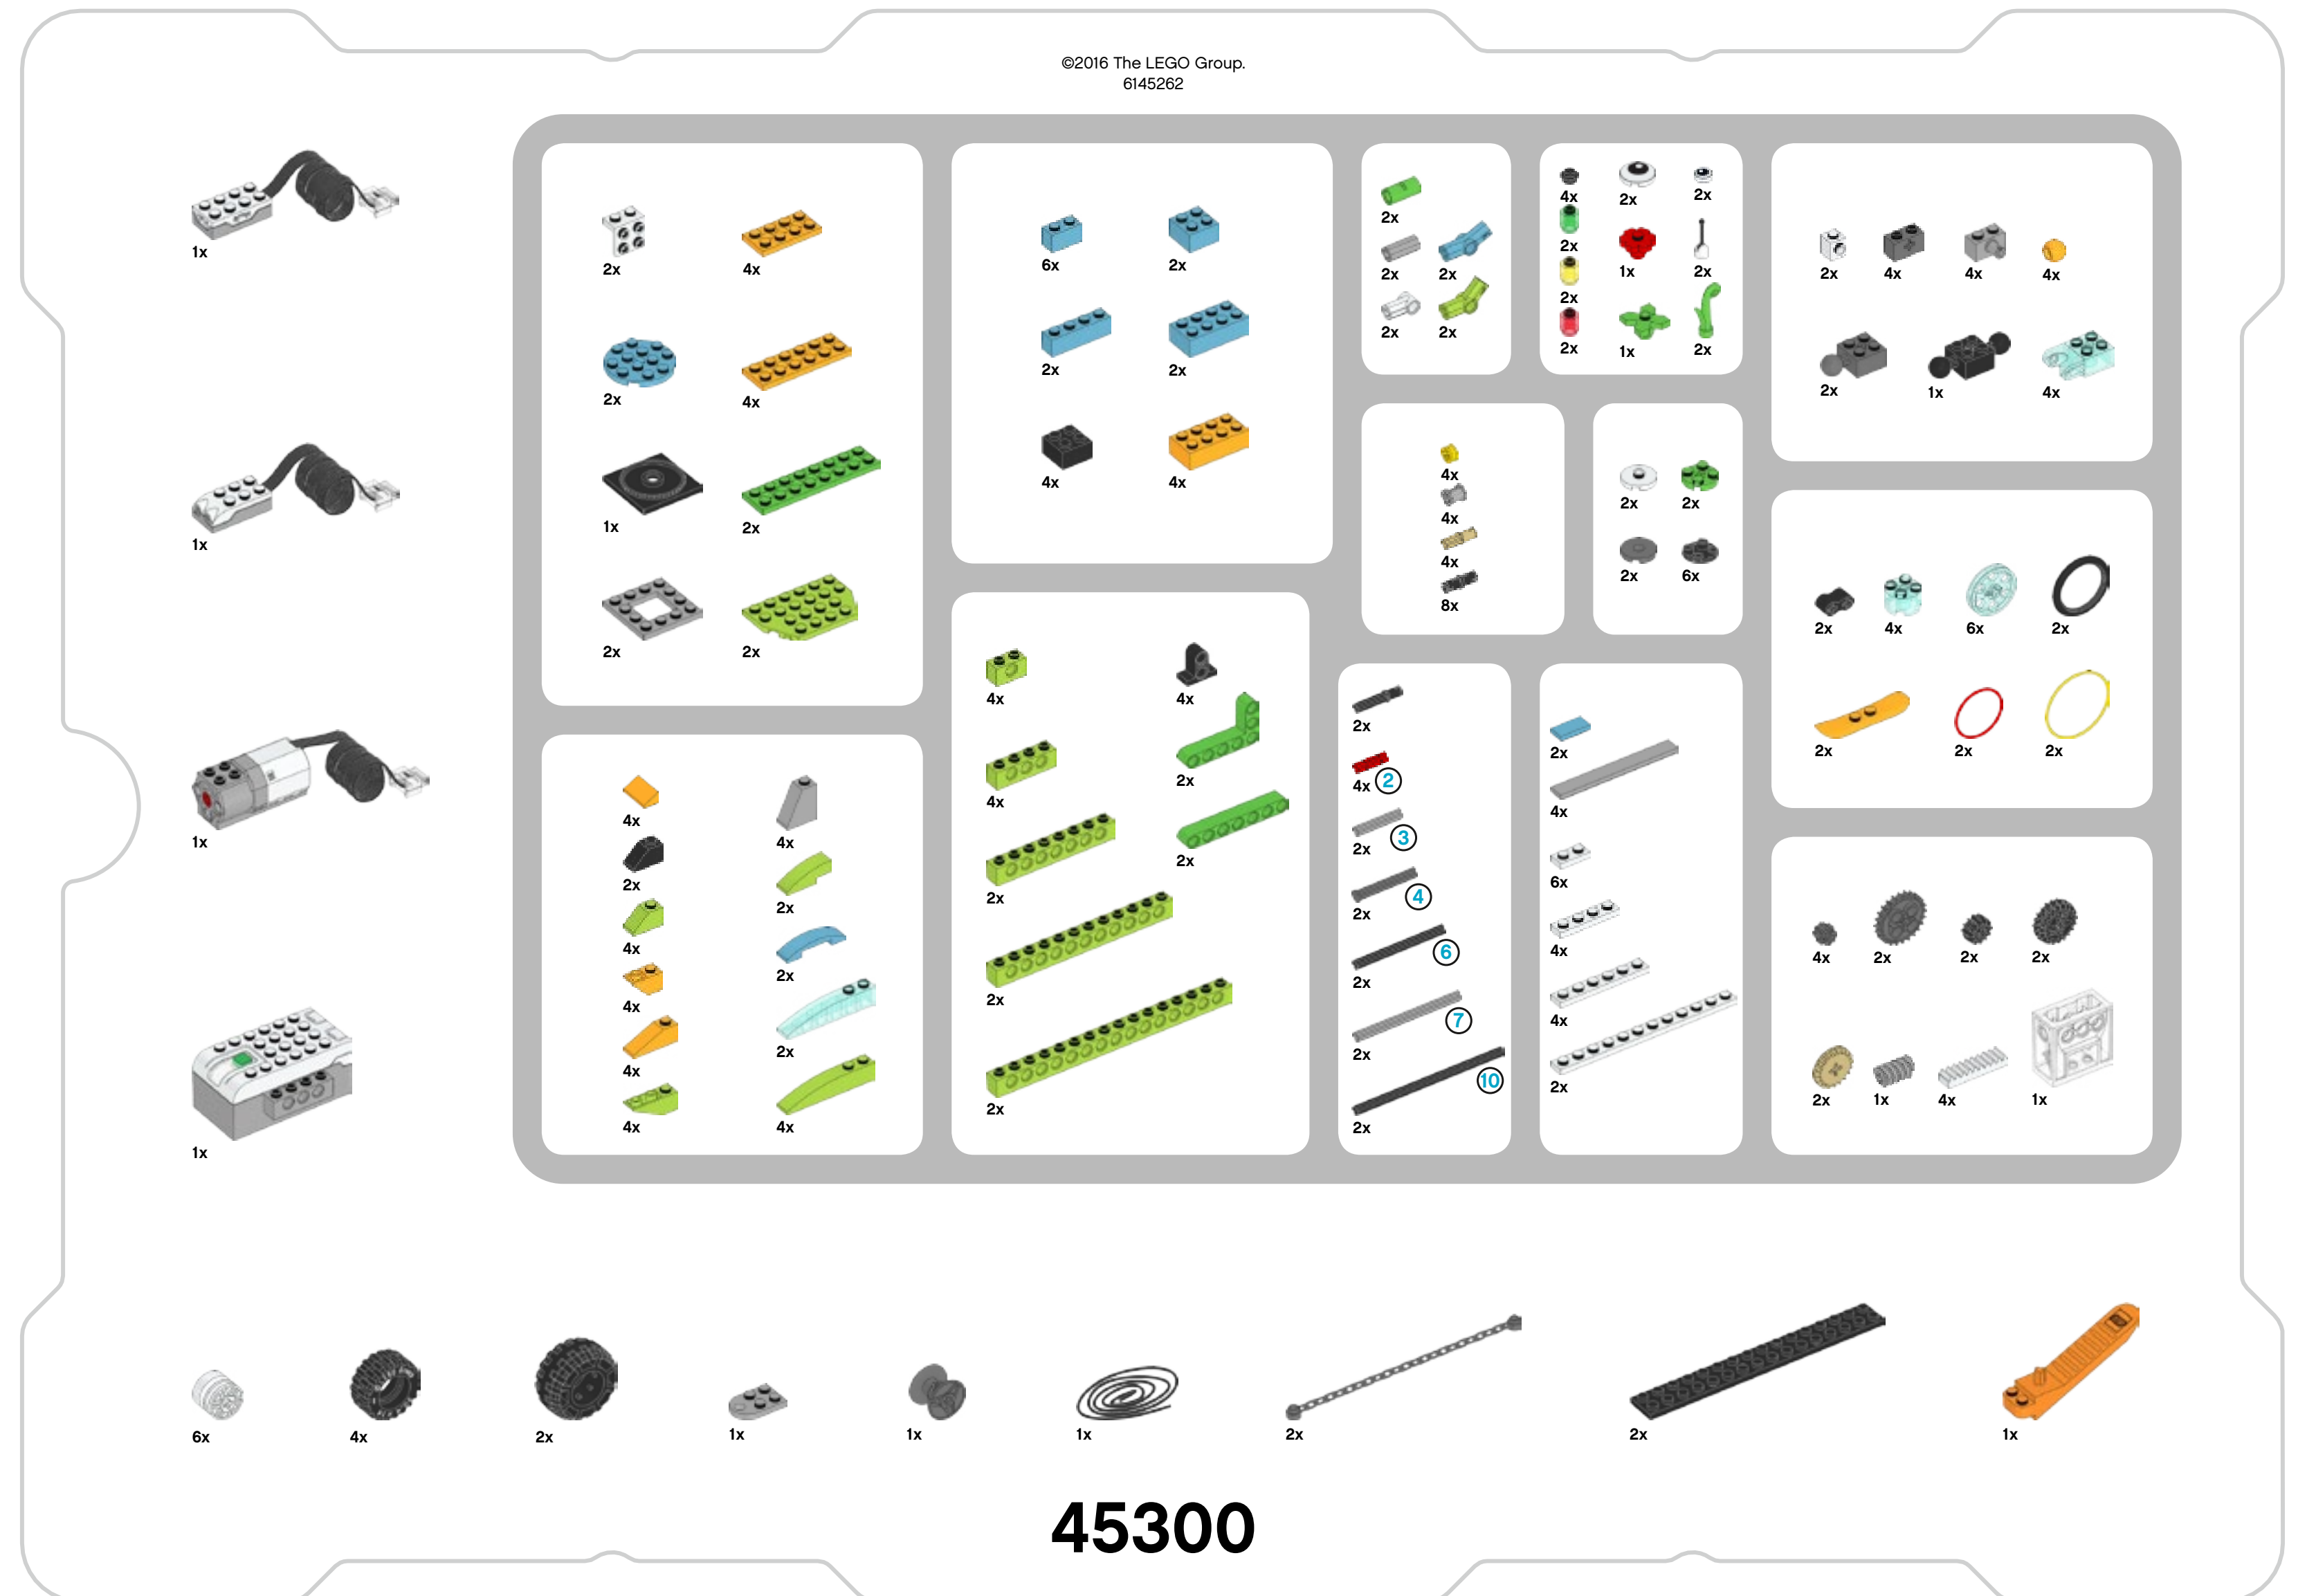 ©2016 The LEGO Group.
6145262
1x
1x
1x
1x
2x 4x
2x 4x
1x 2x
2x 2x
6x 2x
2x 2x
4x 4x
2x
2x 2x
2x 2x
4x 2x 2x
2x 1x 2x
2x
2x 1x 2x
2x 4x 4x 4x
2x 1x 4x
4x
4x
4x
8x
2x 2x
2x 6x
2x 4x 6x 2x
2x 2x 2x
4x 4x
2x 2x
4x 2x
4x 2x
4x 4x
4x 4x
4x 2x
2x 2x
2x
2x
2x
4x 2
2x 3
2x 4
2x 6
2x 7
2x 10
2x
4x
6x
4x
4x
2x
4x 2x 2x 2x
2x 1x 4x 1x
6x 4x 2x 1x 1x 1x 2x 2x 1x
45300